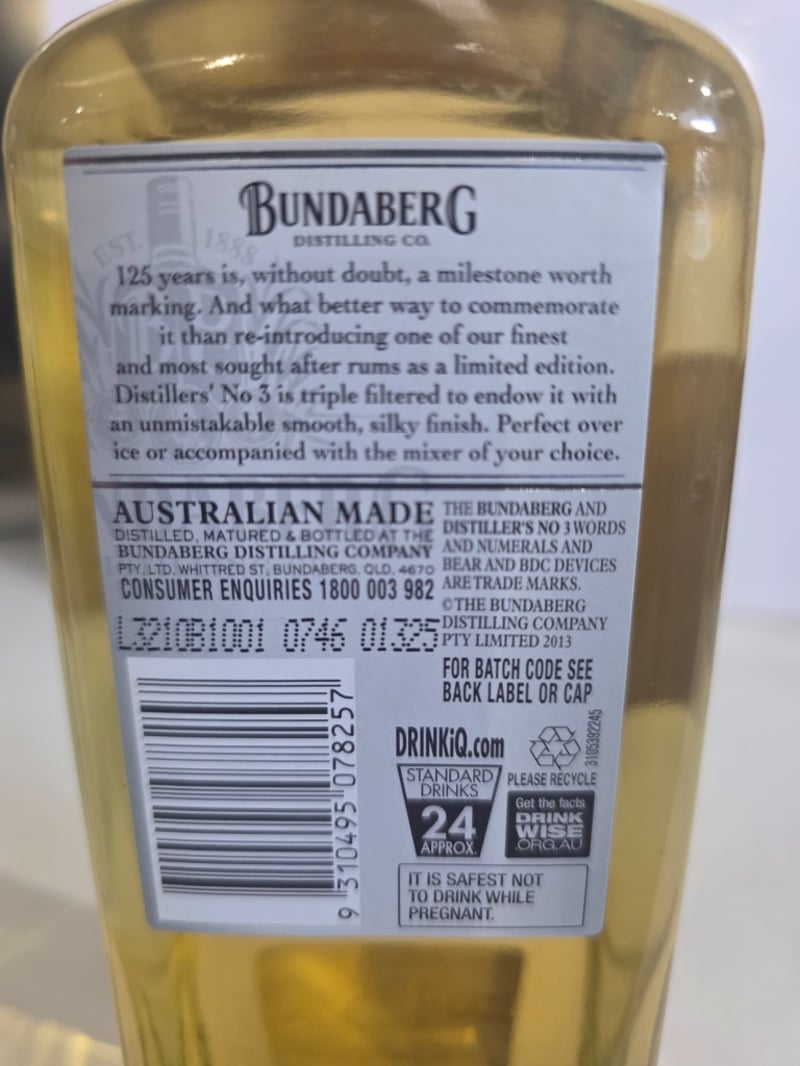 BUNDABERG
DISTILLING CO.
EST. 1888
125 years is, without doubt, a milestone worth
marking. And what better way to commemorate
it than re-introducing one of our finest
and most sought after rums as a limited edition.
Distillers' No 3 is triple filtered to endow it with
an unmistakable smooth, silky finish. Perfect over
ice or accompanied with the mixer of your choice.
AUSTRALIAN MADE
DISTILLED, MATURED & BOTTLED AT THE
BUNDABERG DISTILLING COMPANY
PTY. LTD. WHITTRED ST, BUNDABERG. QLD, 4670
CONSUMER ENQUIRIES 1800 003 982
L3210B1001 0746 01325
THE BUNDABERG AND
DISTILLER'S NO 3 WORDS
AND NUMERALS AND
BEAR AND BDC DEVICES
ARE TRADE MARKS.
©THE BUNDABERG
DISTILLING COMPANY
PTY LIMITED 2013
FOR BATCH CODE SEE
BACK LABEL OR CAP
9 310495 078257
DRINKiQ.com
3105392245
PLEASE RECYCLE
STANDARD
DRINKS
24
APPROX.
Get the facts
DRINK
WISE
.ORG.AU
IT IS SAFEST NOT
TO DRINK WHILE
PREGNANT.